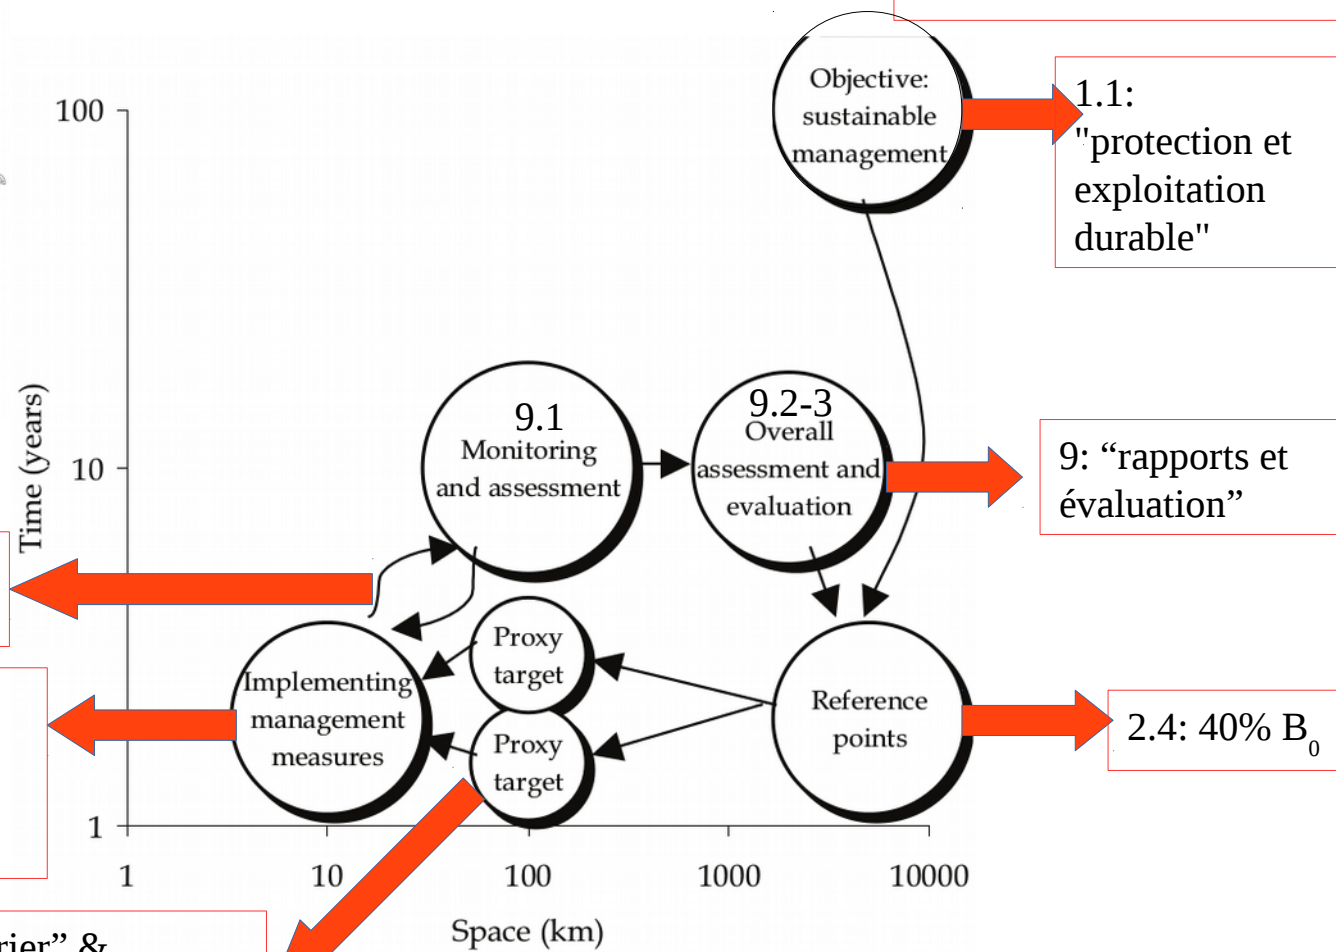 Objective:
sustainable
management
1.1:
"protection et
exploitation
durable"
100
Time (years)
10
1
9.1
Monitoring
and assessment
9.2-3
Overall
assessment and
evaluation
9: “rapports et
évaluation”
Proxy
target
Implementing
management
measures
Proxy
target
Reference
points
2.4: 40% B0
1 10 100 1000 10000
Space (km)
&